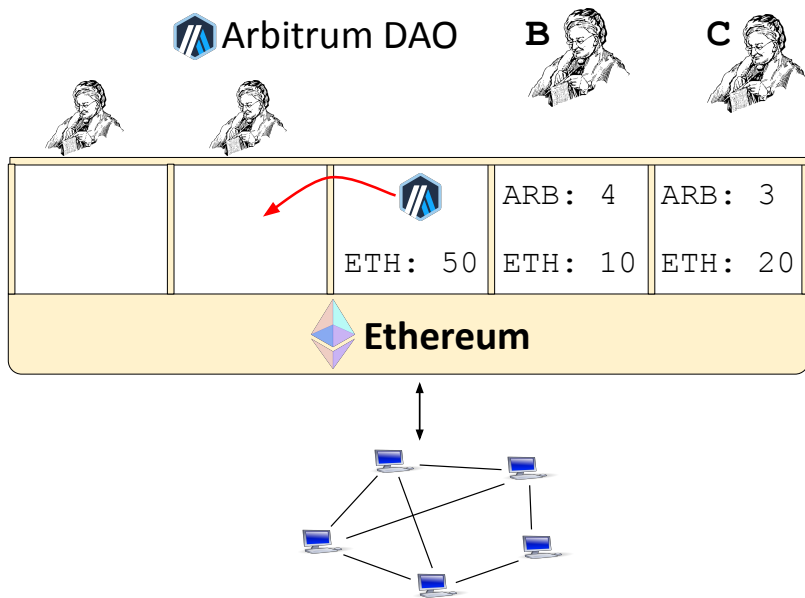 Arbitrum DAO
B
C
ARB: 4
ARB: 3
ETH: 50
ETH: 10
ETH: 20
Ethereum